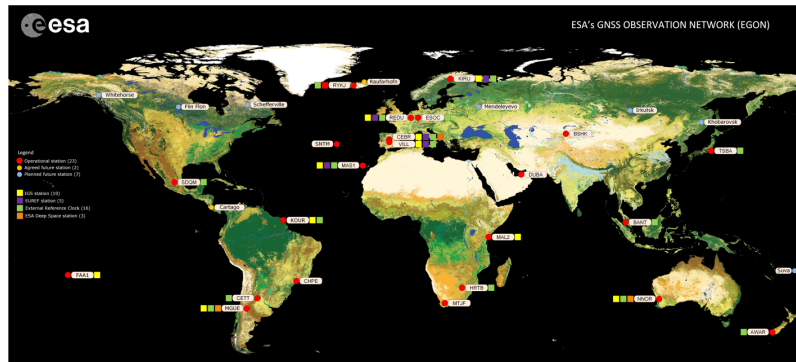 esa
ESA's GNSS OBSERVATION NETWORK (EGON)
KIRU
RYKJ
Raufarhofn
Whitehorse
Flin Flon
Schefferville
Mendeleyevo
Irkutsk
Khabarovsk
REDU
ESOC
CEBR
VILL
BSHK
SNTM
TSBA
Legend
Operational station (23)
Agreed future station (2)
Planned future station (7)
MAS1
DUBA
SDQM
IGS station (10)
EUREF station (5)
External Reference Clock (16)
ESA Deep Space station (3)
Cartago
KOUR
BANT
MAL2
FAA1
Suva
CHPE
HRTB
CETT
MGUE
MTJF
NNOR
AWAR